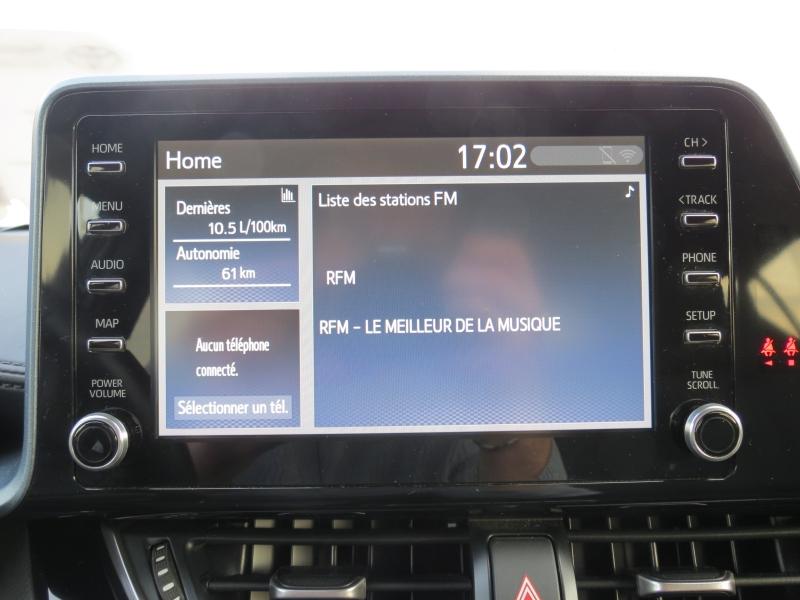 HOME
MENU
AUDIO
MAP
POWER
VOLUME
Home 17:02
Dernières
10.5 L/100km
Autonomie
61 km
Aucun téléphone
connecté.
Sélectionner un tél.
Liste des stations FM
RFM
RFM - LE MEILLEUR DE LA MUSIQUE
CH >
< TRACK
PHONE
SETUP
TUNE
SCROLL